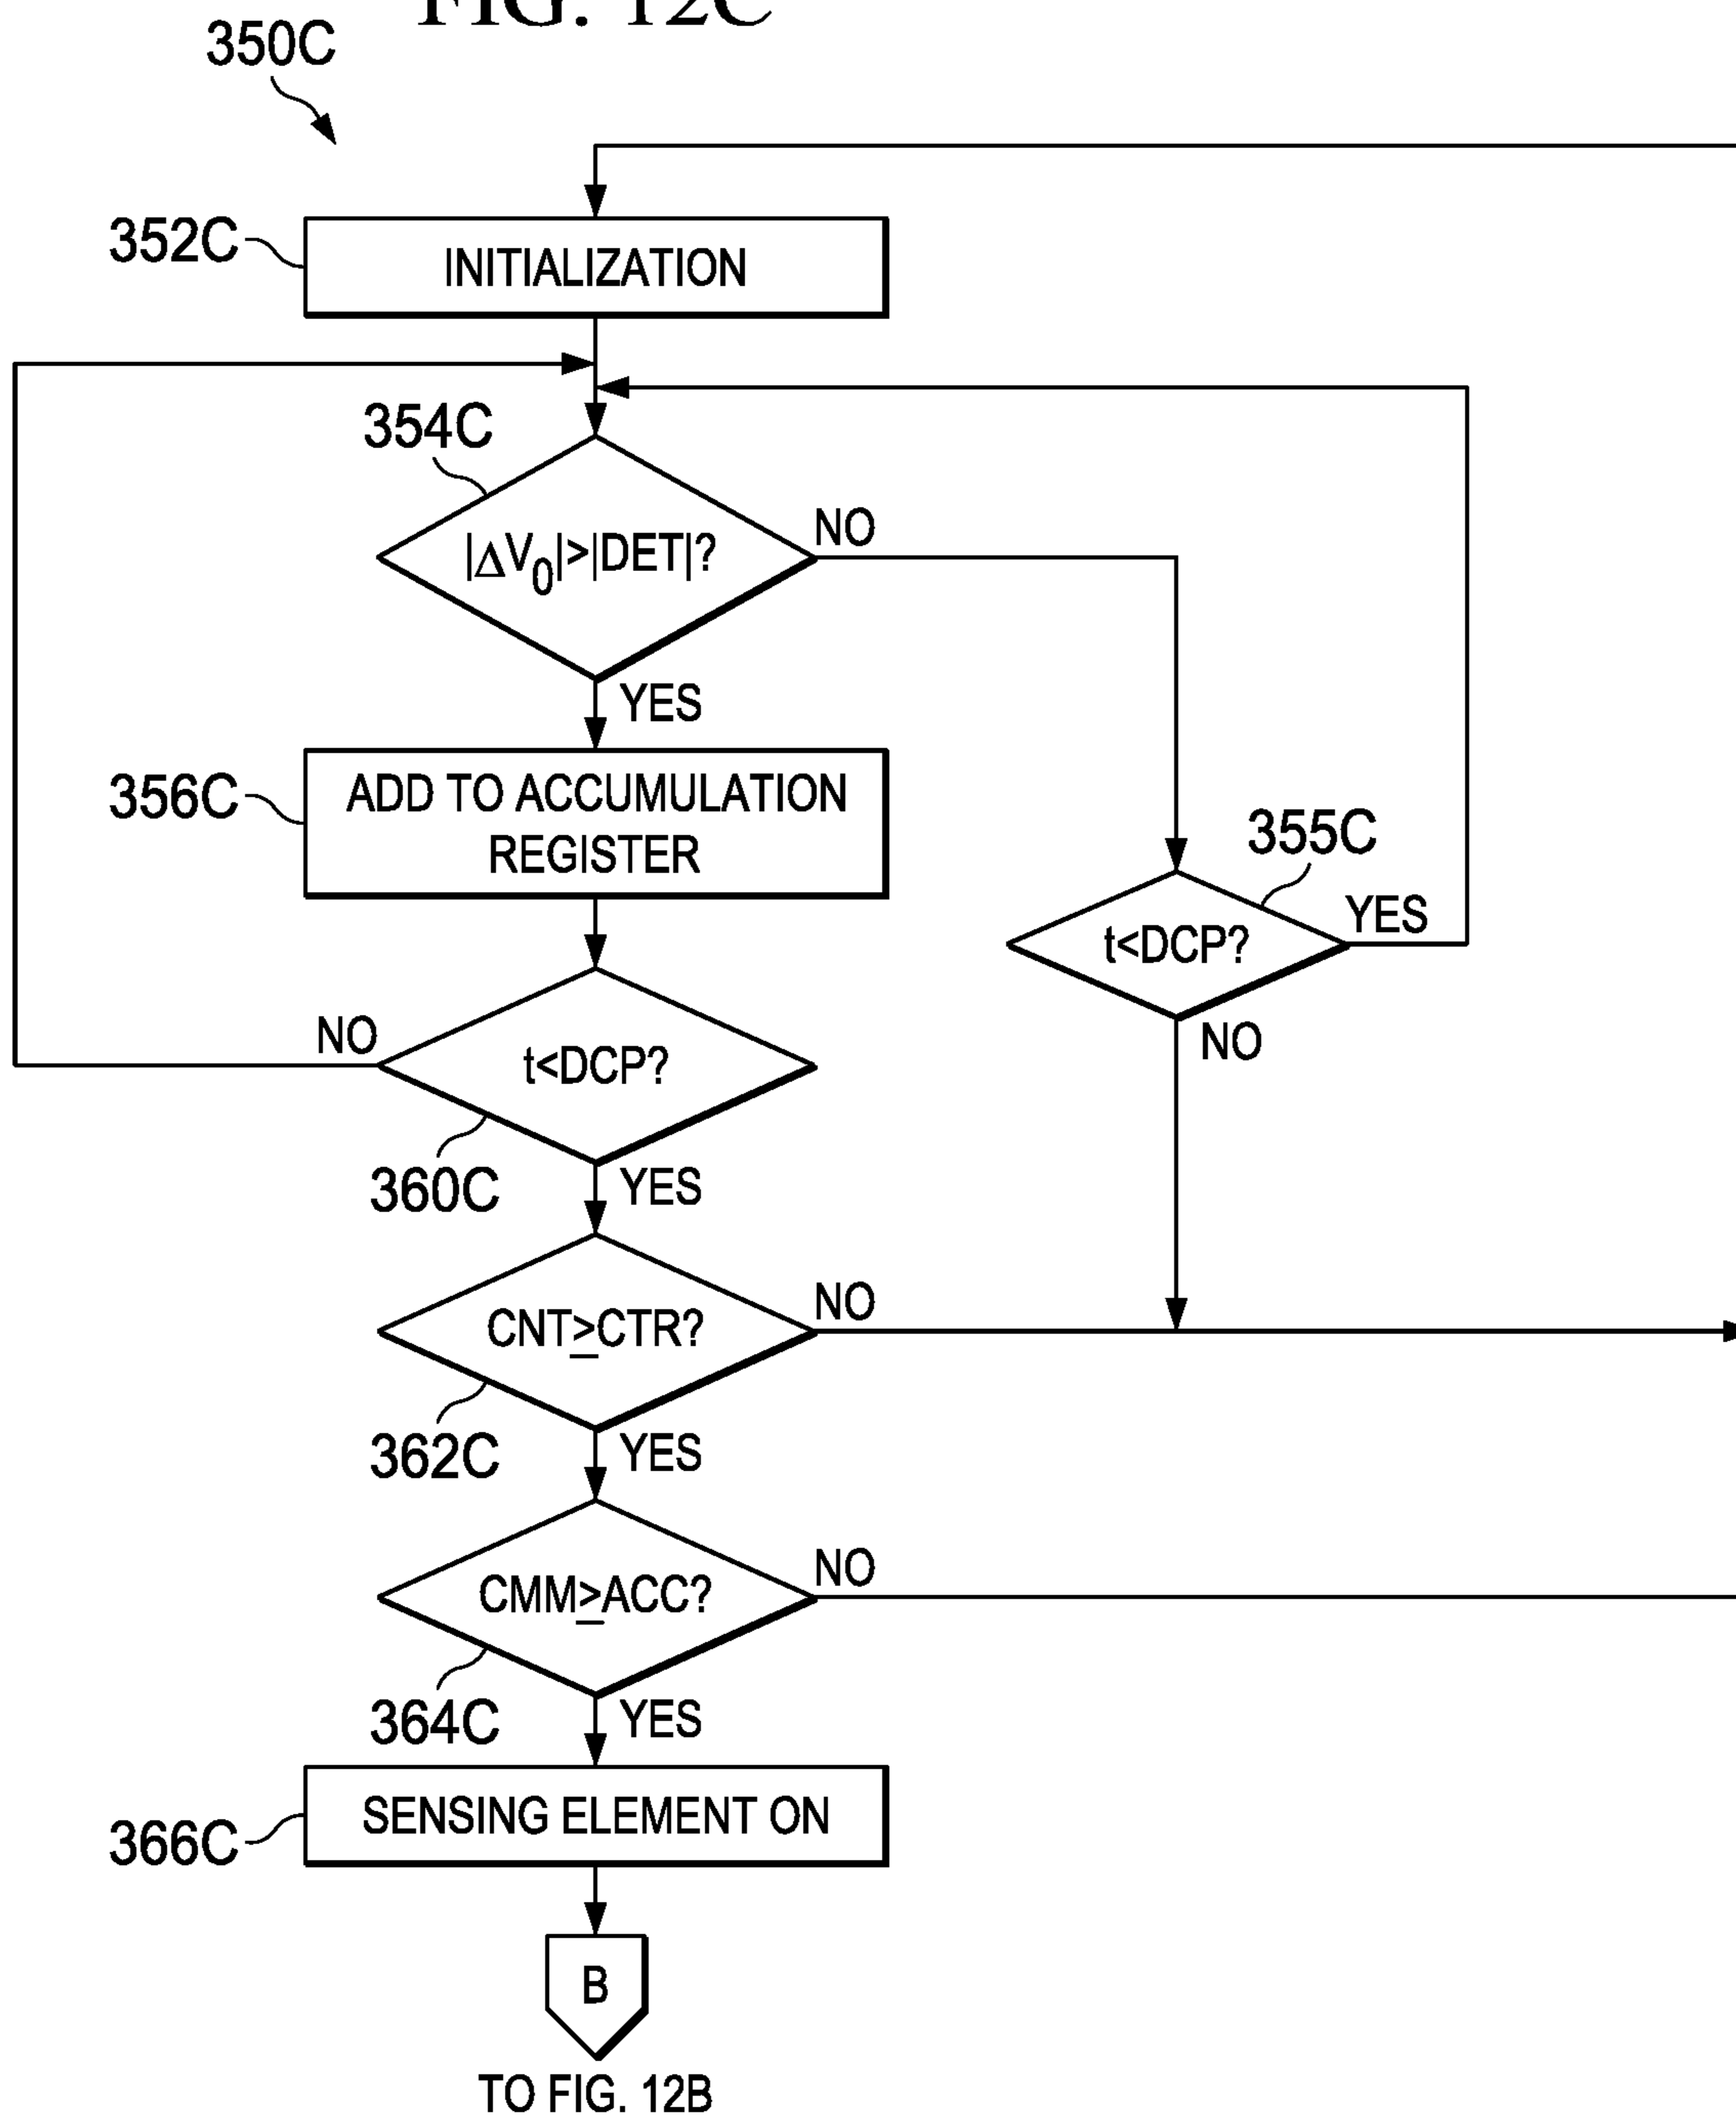 FIG. 12C
350C
352C
INITIALIZATION
354C
|ΔV0|>|DET|?
NO
YES
356C
ADD TO ACCUMULATION
REGISTER
355C
t<DCP?
YES
NO
NO
t<DCP?
360C
YES
CNT≥CTR?
NO
362C
YES
CMM≥ACC?
NO
364C
YES
366C
SENSING ELEMENT ON
B
TO FIG. 12B